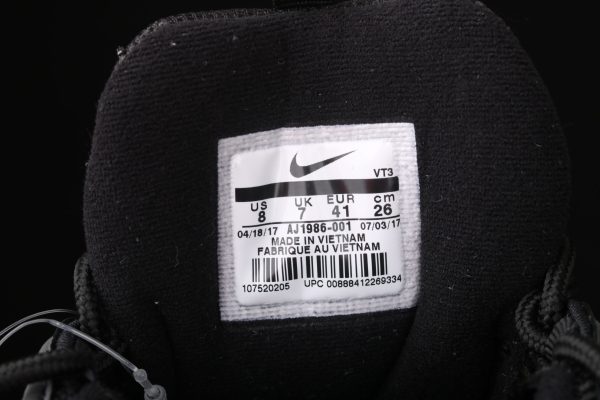 VT3
US UK EUR cm
8 7 41 26
04/18/17 AJ1986-001 07/03/17
MADE IN VIETNAM
FABRIQUE AU VIETNAM
107520205 UPC 00888412269334